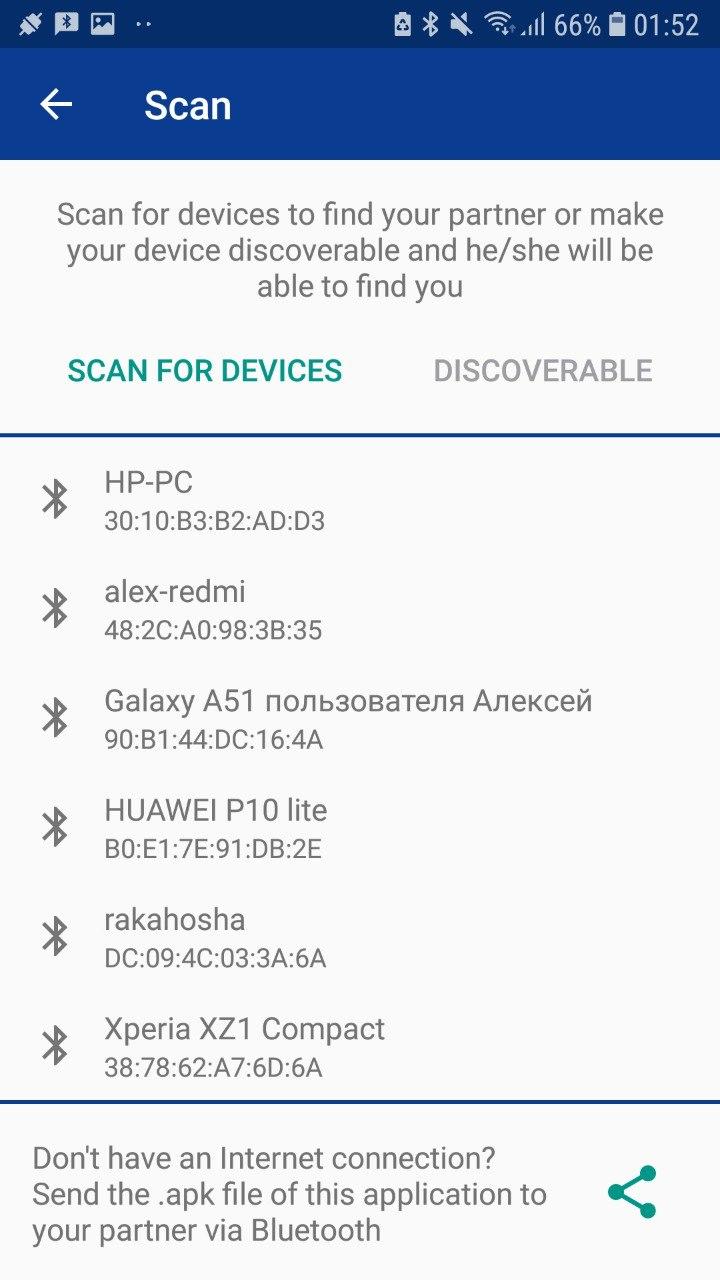 66% 01:52
Scan
Scan for devices to find your partner or make
your device discoverable and he/she will be
able to find you
SCAN FOR DEVICES DISCOVERABLE
HP-PC
30:10:B3:B2:AD:D3
alex-redmi
48:2C:A0:98:3B:35
Galaxy A51 пользователя Алексей
90:B1:44:DC:16:4A
HUAWEI P10 lite
B0:E1:7E:91:DB:2E
rakahosha
DC:09:4C:03:3A:6A
Xperia XZ1 Compact
38:78:62:A7:6D:6A
Don't have an Internet connection?
Send the .apk file of this application to
your partner via Bluetooth